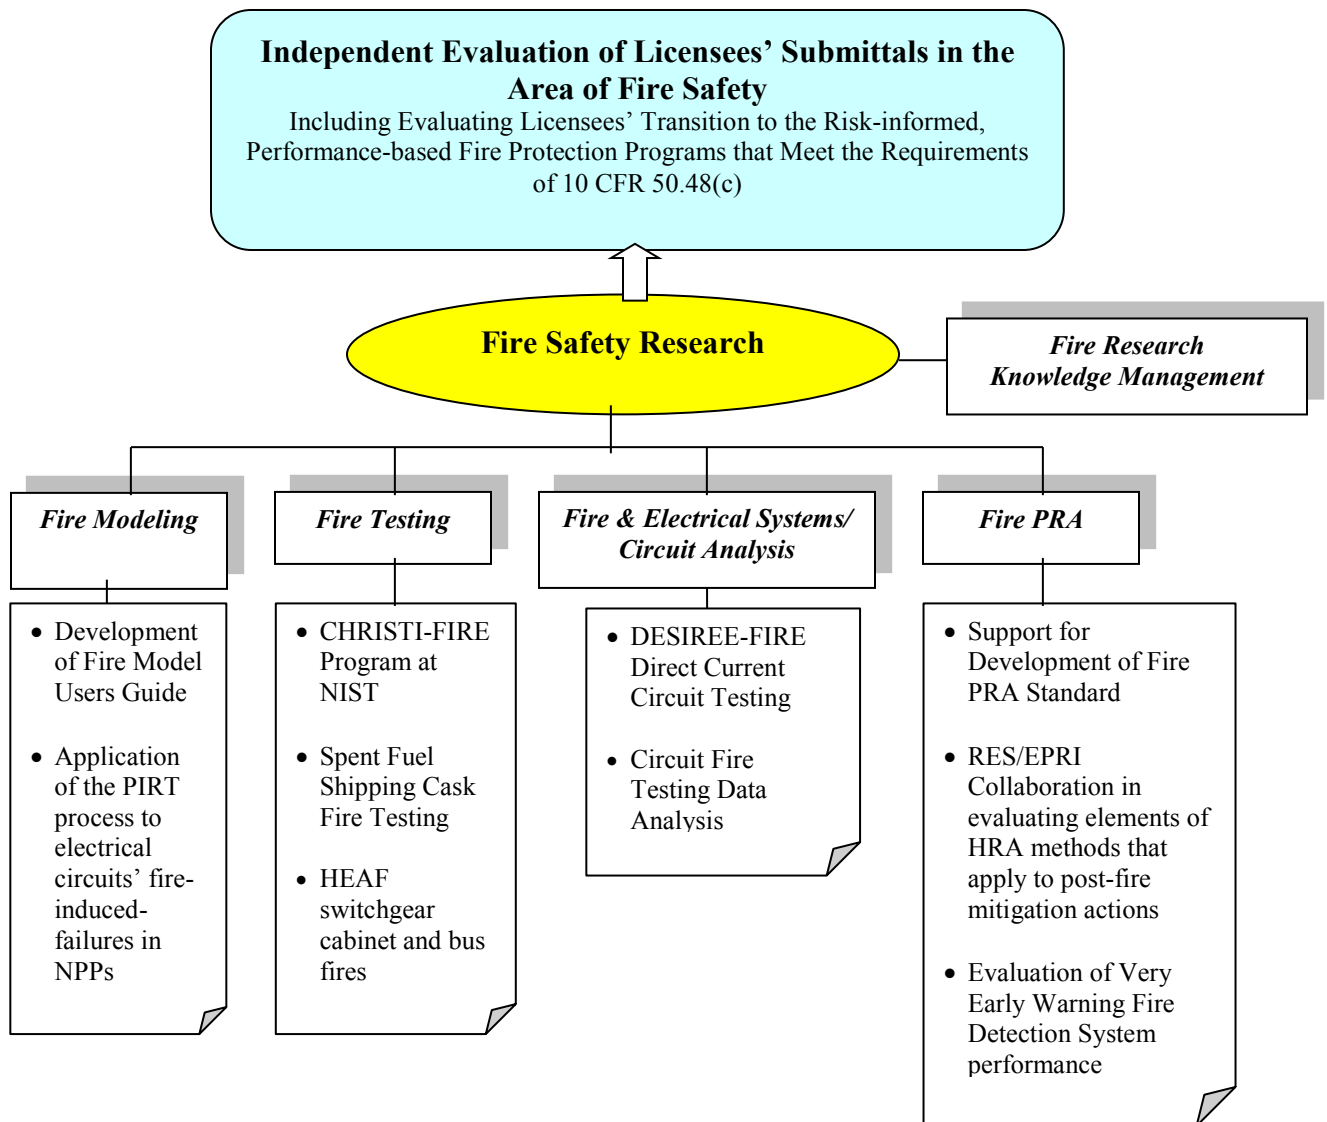 Independent Evaluation of Licensees’ Submittals in the
Area of Fire Safety
Including Evaluating Licensees’ Transition to the Risk-informed,
Performance-based Fire Protection Programs that Meet the Requirements
of 10 CFR 50.48(c)
Fire Safety Research
Fire Research
Knowledge Management
Fire Modeling
Fire Testing
Fire & Electrical Systems/
Circuit Analysis
Fire PRA
• Development
of Fire Model
Users Guide
• Application
of the PIRT
process to
electrical
circuits’ fire-
induced-
failures in
NPPs
• CHRISTI-FIRE
Program at
NIST
• Spent Fuel
Shipping Cask
Fire Testing
• HEAF
switchgear
cabinet and bus
fires
• DESIREE-FIRE
Direct Current
Circuit Testing
• Circuit Fire
Testing Data
Analysis
• Support for
Development of Fire
PRA Standard
• RES/EPRI
Collaboration in
evaluating elements of
HRA methods that
apply to post-fire
mitigation actions
• Evaluation of Very
Early Warning Fire
Detection System
performance